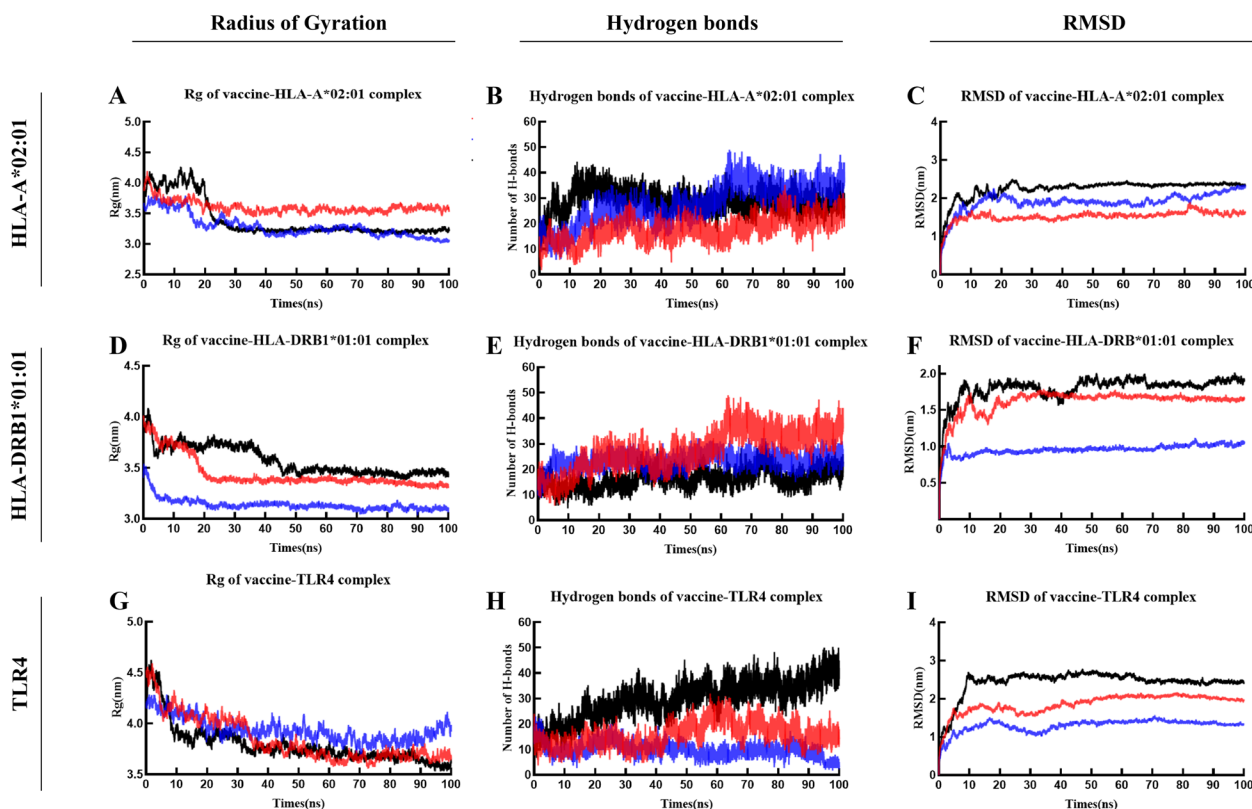 Radius of Gyration
Hydrogen bonds
RMSD
HLA-A*02:01
A
Rg of vaccine-HLA-A*02:01 complex
5.0
4.5
4.0
3.5
3.0
2.5
Rg(nm)
0 10 20 30 40 50 60 70 80 90 100
Times(ns)
B
Hydrogen bonds of vaccine-HLA-A*02:01 complex
60
50
40
30
20
10
0
Number of H-bonds
0 10 20 30 40 50 60 70 80 90 100
Times(ns)
C
RMSD of vaccine-HLA-A*02:01 complex
4
3
2
1
0
RMSD(nm)
0 10 20 30 40 50 60 70 80 90 100
Times(ns)
HLA-DRB1*01:01
D
Rg of vaccine-HLA-DRB1*01:01 complex
4.5
4.0
3.5
3.0
Rg(nm)
0 10 20 30 40 50 60 70 80 90 100
Times(ns)
E
Hydrogen bonds of vaccine-HLA-DRB1*01:01 complex
60
50
40
30
20
10
0
Number of H-bonds
0 10 20 30 40 50 60 70 80 90 100
Times(ns)
F
RMSD of vaccine-HLA-DRB*01:01 complex
2.0
1.5
1.0
0.5
RMSD(nm)
0 10 20 30 40 50 60 70 80 90 100
Times(ns)
TLR4
G
Rg of vaccine-TLR4 complex
5.0
4.5
4.0
3.5
Rg(nm)
0 10 20 30 40 50 60 70 80 90 100
Times(ns)
H
Hydrogen bonds of vaccine-TLR4 complex
60
50
40
30
20
10
0
Number of H-bonds
0 10 20 30 40 50 60 70 80 90 100
Times(ns)
I
RMSD of vaccine-TLR4 complex
4
3
2
1
0
RMSD(nm)
0 10 20 30 40 50 60 70 80 90 100
Times(ns)